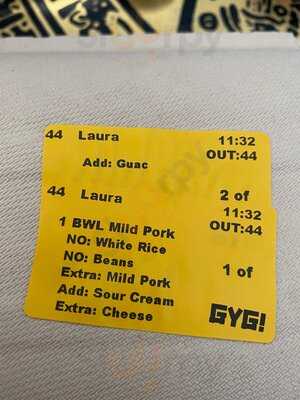 44 Laura 11:32
OUT:44
Add: Guac
44 Laura 2 of
11:32
1 BWL Mild Pork OUT:44
NO: White Rice
NO: Beans 1 of
Extra: Mild Pork
Add: Sour Cream
Extra: Cheese
GYG!